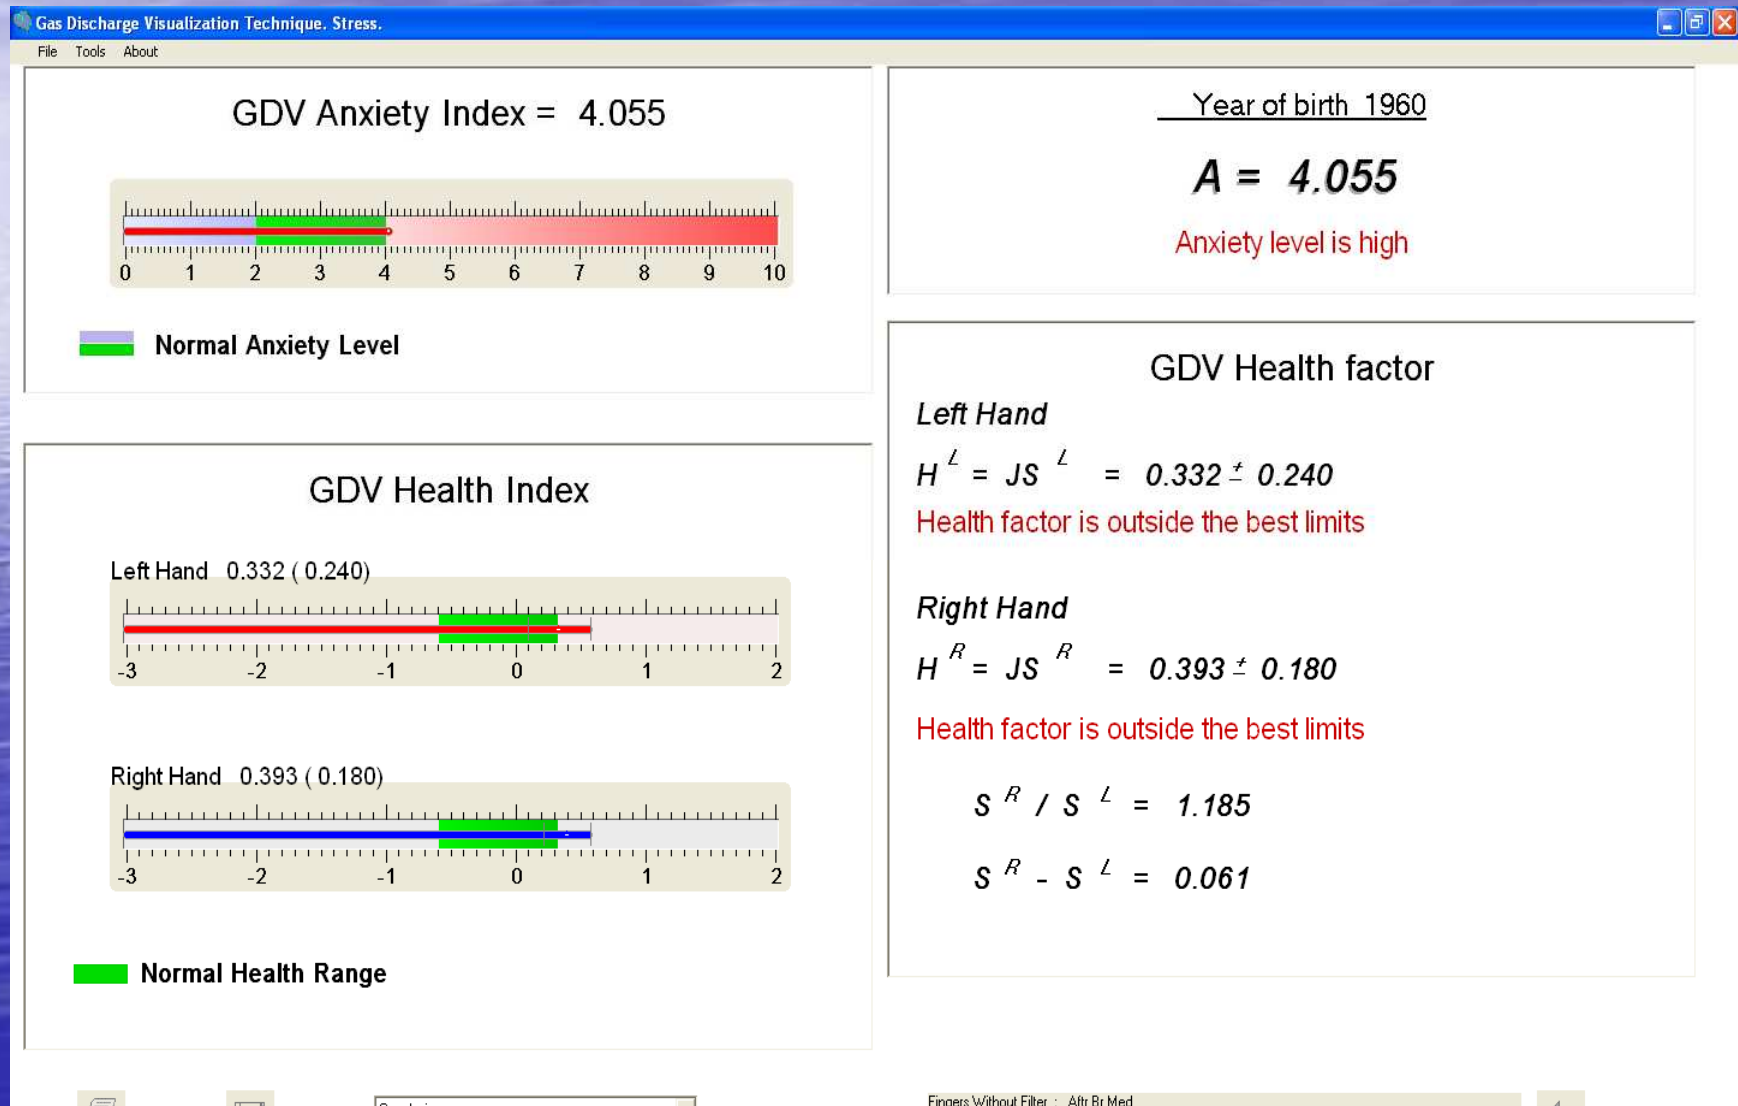 Gas Discharge Visualization Technique. Stress.
File Tools About
GDV Anxiety Index = 4.055
0 1 2 3 4 5 6 7 8 9 10
Normal Anxiety Level
Year of birth 1960
A = 4.055
Anxiety level is high
GDV Health Index
Left Hand 0.332 ( 0.240)
-3 -2 -1 0 1 2
Right Hand 0.393 ( 0.180)
-3 -2 -1 0 1 2
Normal Health Range
GDV Health factor
Left Hand
H L = JS L = 0.332 ± 0.240
Health factor is outside the best limits
Right Hand
H R = JS R = 0.393 ± 0.180
Health factor is outside the best limits
S R / S L = 1.185
S R - S L = 0.061
Fingers Without Filter : Aftr Br Med